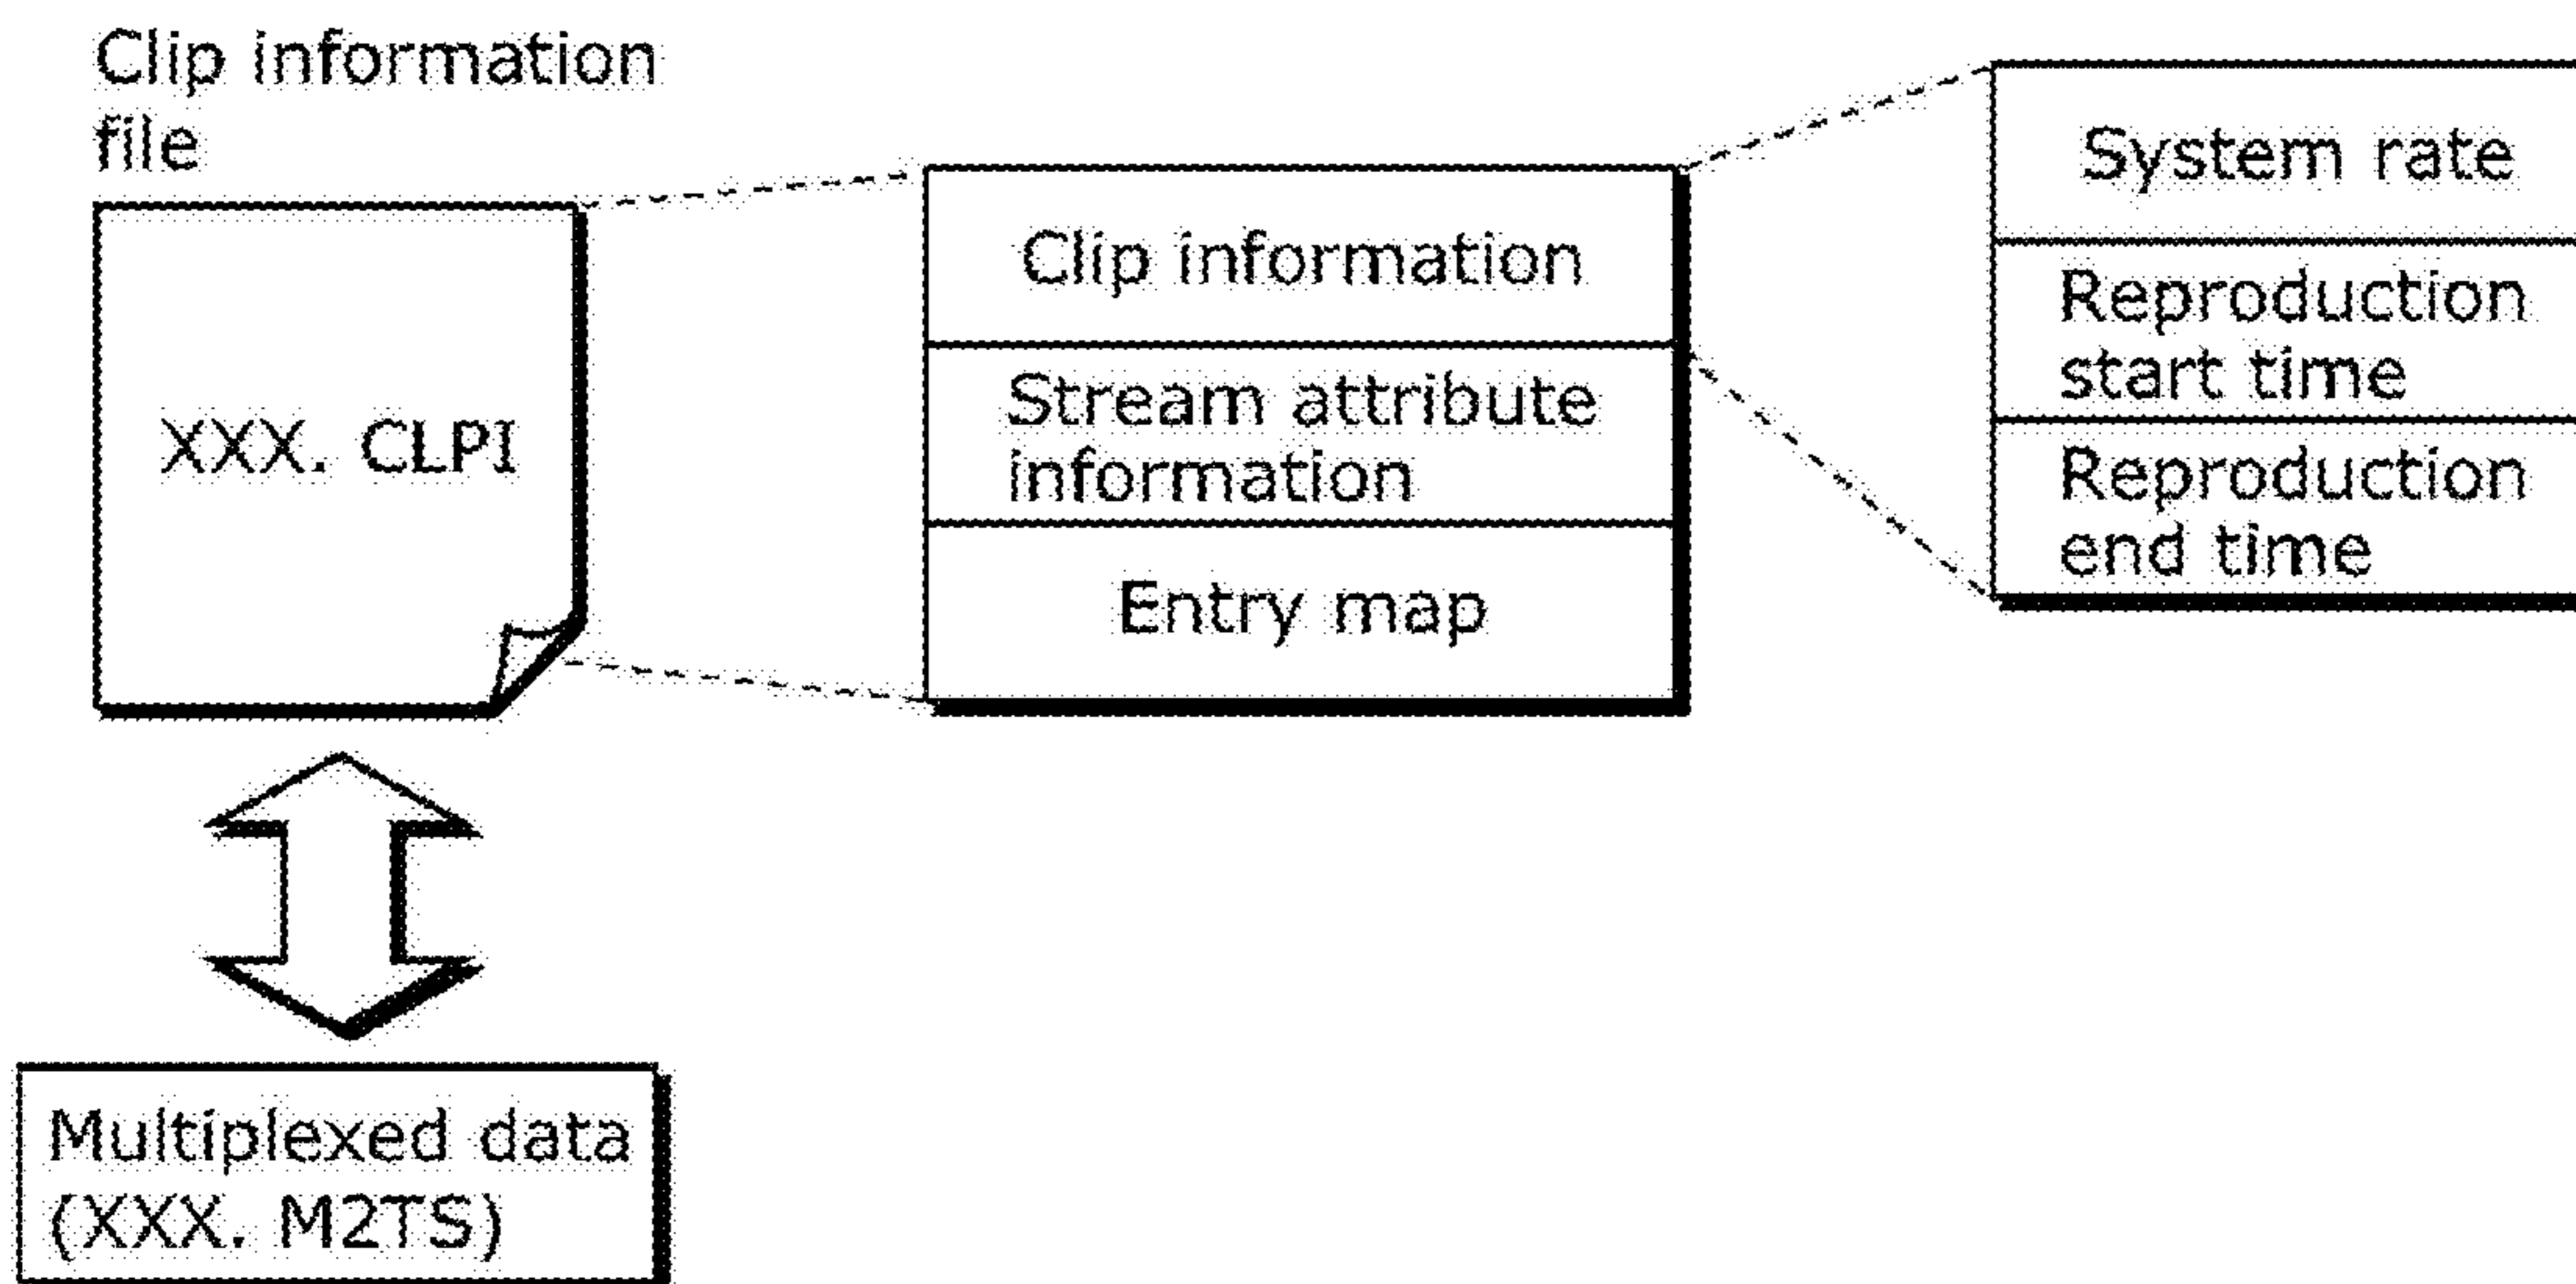 Clip information
file
XXX. CLPI
Clip information
Stream attribute
information
Entry map
System rate
Reproduction
start time
Reproduction
end time
Multiplexed data
(XXX. M2TS)